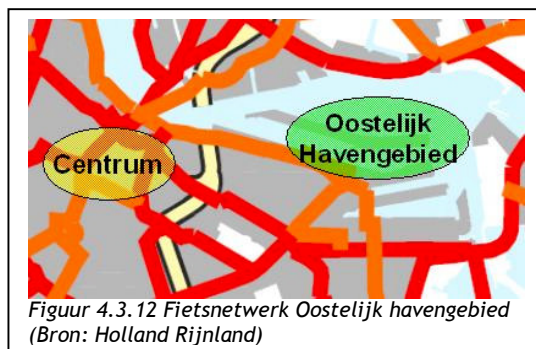 Centrum
Oostelijk
Havengebied
Figuur 4.3.12 Fietsnetwerk Oostelijk havengebied
(Bron: Holland Rijnland)